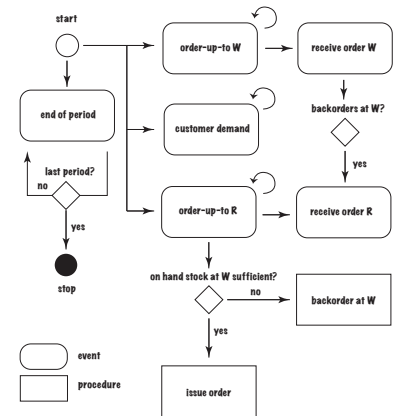 start
order-up-to W
receive order W
end of period
backorders at W?
customer demand
last period?
no
yes
yes
order-up-to R
receive order R
stop
on hand stock at W sufficient?
no
backorder at W
yes
event
procedure
issue order